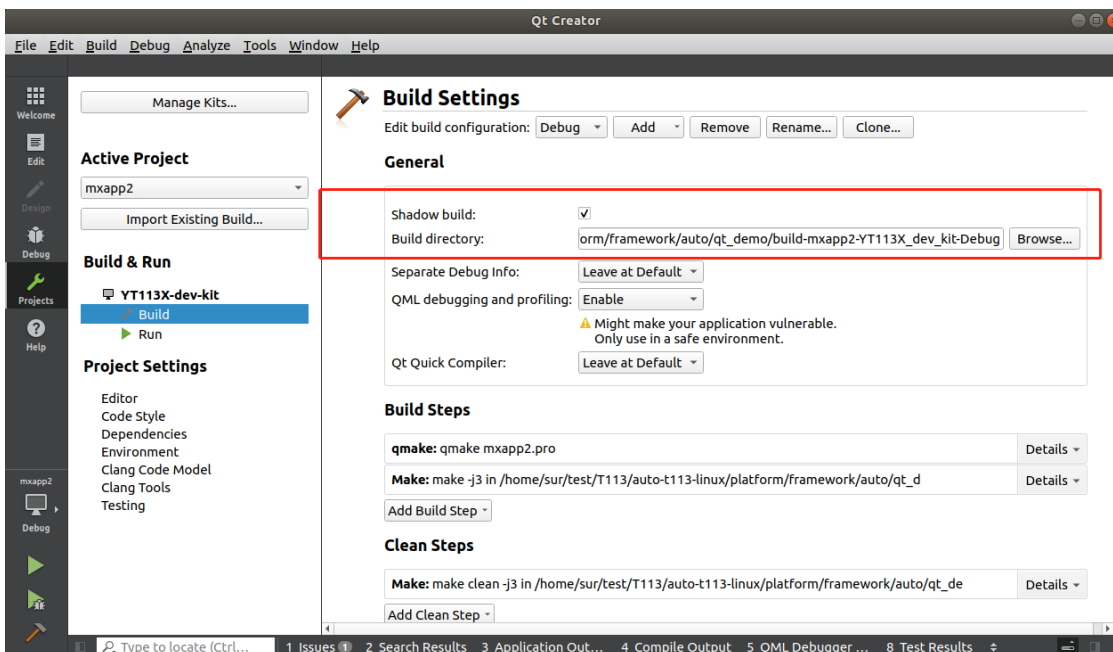 Qt Creator
File Edit Build Debug Analyze Tools Window Help
Welcome
Edit
Design
Debug
Projects
Help
mxapp2
Debug
Manage Kits...
Active Project
mxapp2
Import Existing Build...
Build & Run
YT113X-dev-kit
Build
Run
Project Settings
Editor
Code Style
Dependencies
Environment
Clang Code Model
Clang Tools
Testing
Build Settings
Edit build configuration: Debug Add Remove Rename... Clone...
General
Shadow build:
Build directory: orm/framework/auto/qt_demo/build-mxapp2-YT113X_dev_kit-Debug Browse...
Separate Debug Info: Leave at Default
QML debugging and profiling: Enable
Might make your application vulnerable.
Only use in a safe environment.
Qt Quick Compiler: Leave at Default
Build Steps
qmake: qmake mxapp2.pro Details
Make: make -j3 in /home/sur/test/T113/auto-t113-linux/platform/framework/auto/qt_d Details
Add Build Step
Clean Steps
Make: make clean -j3 in /home/sur/test/T113/auto-t113-linux/platform/framework/auto/qt_de Details
Add Clean Step
Type to locate (Ctrl... 1 Issues 1 2 Search Results 3 Application Out... 4 Compile Output 5 QML Debugger ... 8 Test Results